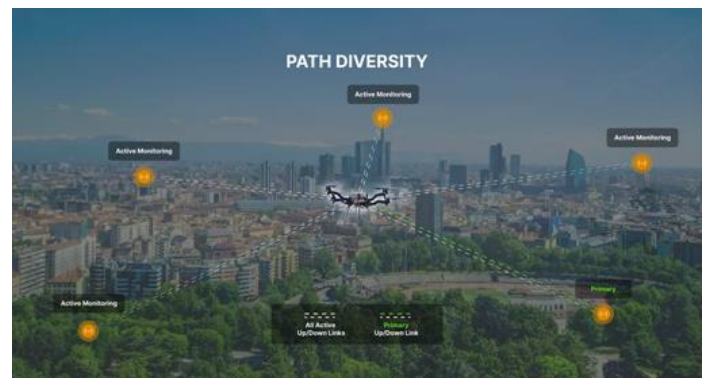 PATH DIVERSITY
Active Monitoring
Active Monitoring
Active Monitoring
Active Monitoring
Primary
All Active
Up/Down Links
Primary
Up/Down Link